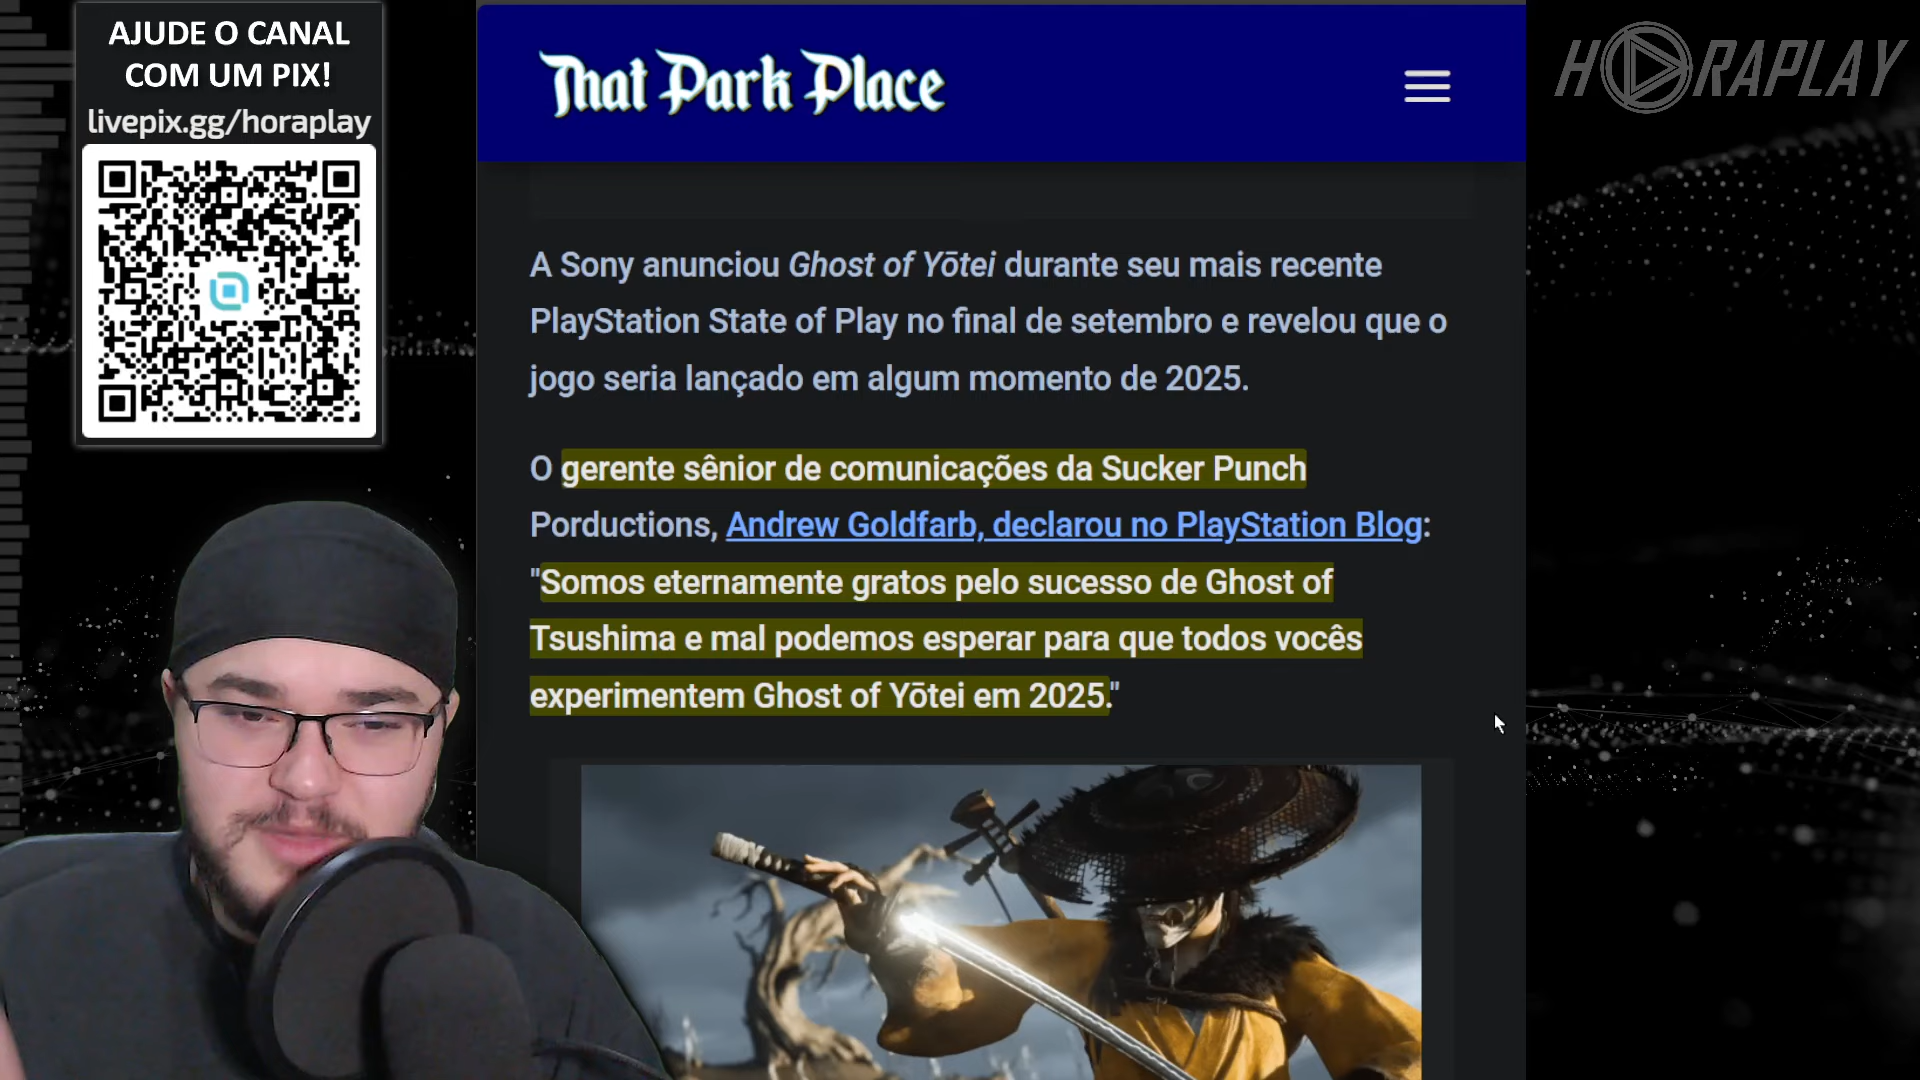 AJUDE O CANAL
COM UM PIX!
livepix.gg/horaplay
That Park Place
HORAPLAY
A Sony anunciou Ghost of Yōtei durante seu mais recente
PlayStation State of Play no final de setembro e revelou que o
jogo seria lançado em algum momento de 2025.
O gerente sênior de comunicações da Sucker Punch
Porductions, Andrew Goldfarb, declarou no PlayStation Blog:
"Somos eternamente gratos pelo sucesso de Ghost of
Tsushima e mal podemos esperar para que todos vocês
experimentem Ghost of Yōtei em 2025."